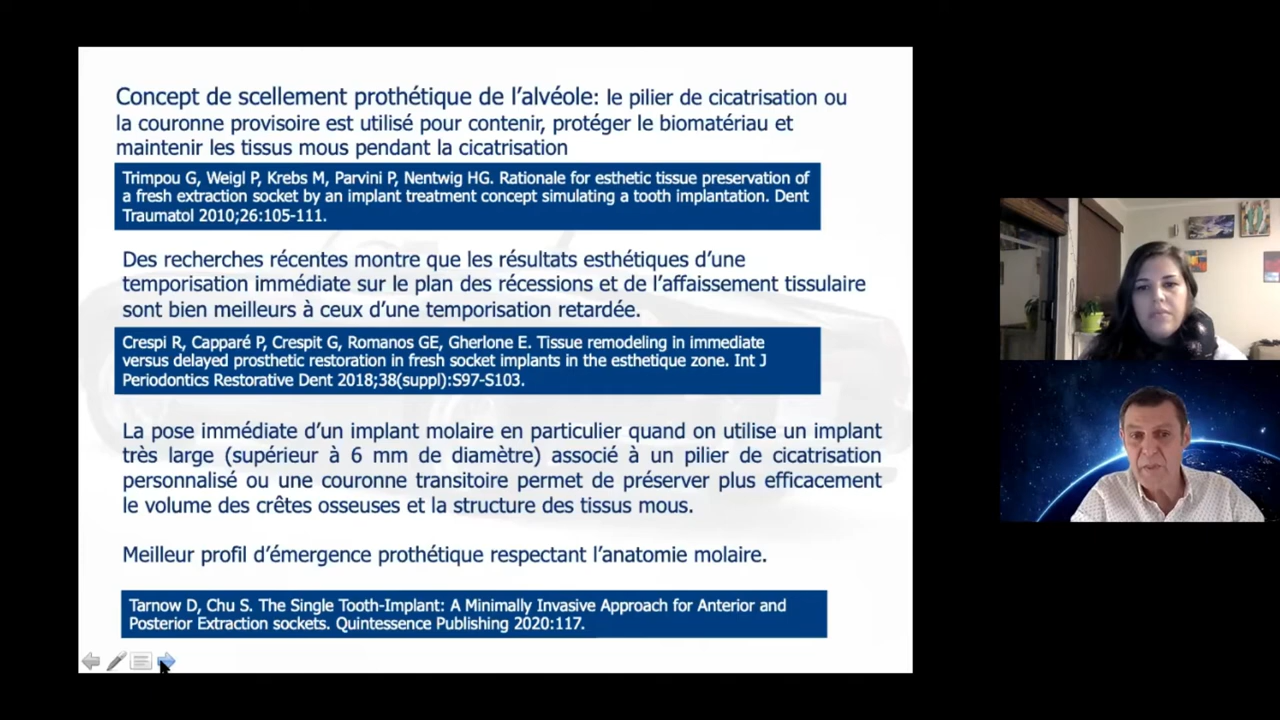 Concept de scellement prothétique de l'alvéole: le pilier de cicatrisation ou
la couronne provisoire est utilisé pour contenir, protéger le biomatériau et
maintenir les tissus mous pendant la cicatrisation
Trimpou G, Weigl P, Krebs M, Parvini P, Nentwig HG. Rationale for esthetic tissue preservation of
a fresh extraction socket by an implant treatment concept simulating a tooth implantation. Dent
Traumatol 2010;26:105-111.
Des recherches récentes montre que les résultats esthétiques d'une
temporisation immédiate sur le plan des récessions et de l'affaissement tissulaire
sont bien meilleurs à ceux d'une temporisation retardée.
Crespi R, Capparé P, Crespit G, Romanos GE, Gherlone E. Tissue remodeling in immediate
versus delayed prosthetic restoration in fresh socket implants in the esthetique zone. Int J
Periodontics Restorative Dent 2018;38(suppl):S97-S103.
La pose immédiate d'un implant molaire en particulier quand on utilise un implant
très large (supérieur à 6 mm de diamètre) associé à un pilier de cicatrisation
personnalisé ou une couronne transitoire permet de préserver plus efficacement
le volume des crêtes osseuses et la structure des tissus mous.
Meilleur profil d'émergence prothétique respectant l'anatomie molaire.
Tarnow D, Chu S. The Single Tooth-Implant: A Minimally Invasive Approach for Anterior and
Posterior Extraction sockets. Quintessence Publishing 2020:117.